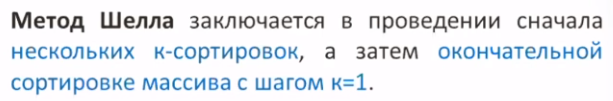 Метод Шелла заключается в проведении сначала
нескольких к-сортировок, а затем окончательной
сортировке массива с шагом к=1.